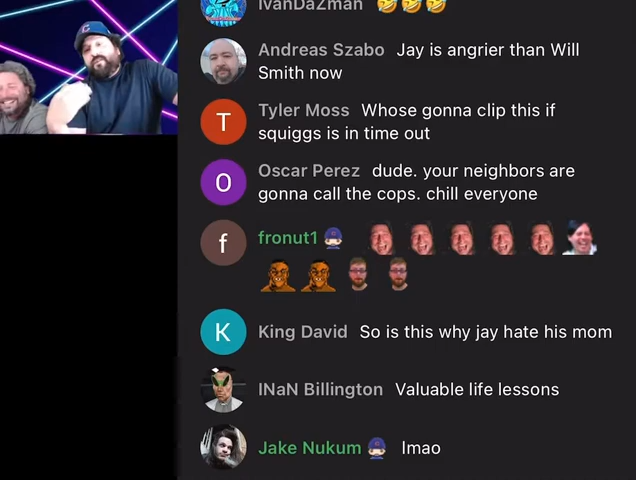 IvanDaZman
Andreas Szabo Jay is angrier than Will
Smith now
T Tyler Moss Whose gonna clip this if
squiggs is in time out
O Oscar Perez dude. your neighbors are
gonna call the cops. chill everyone
f fronut1
K King David So is this why jay hate his mom
INaN Billington Valuable life lessons
Jake Nukum lmao